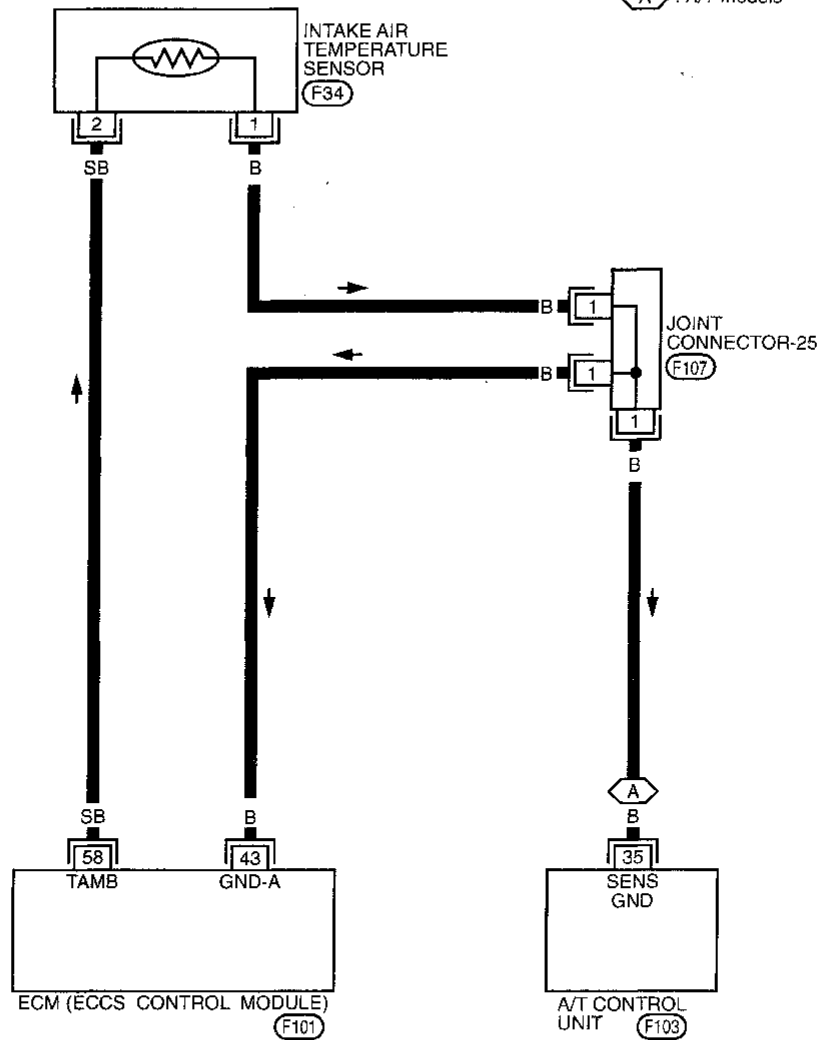 A : A/T models
INTAKE AIR
TEMPERATURE
SENSOR
F34
2
1
SB
B
B
1
JOINT
CONNECTOR-25
F107
B
1
1
B
A
SB
B
B
58
43
35
TAMB
GND-A
SENS
GND
ECM (ECCS CONTROL MODULE)
F101
A/T CONTROL
UNIT
F103